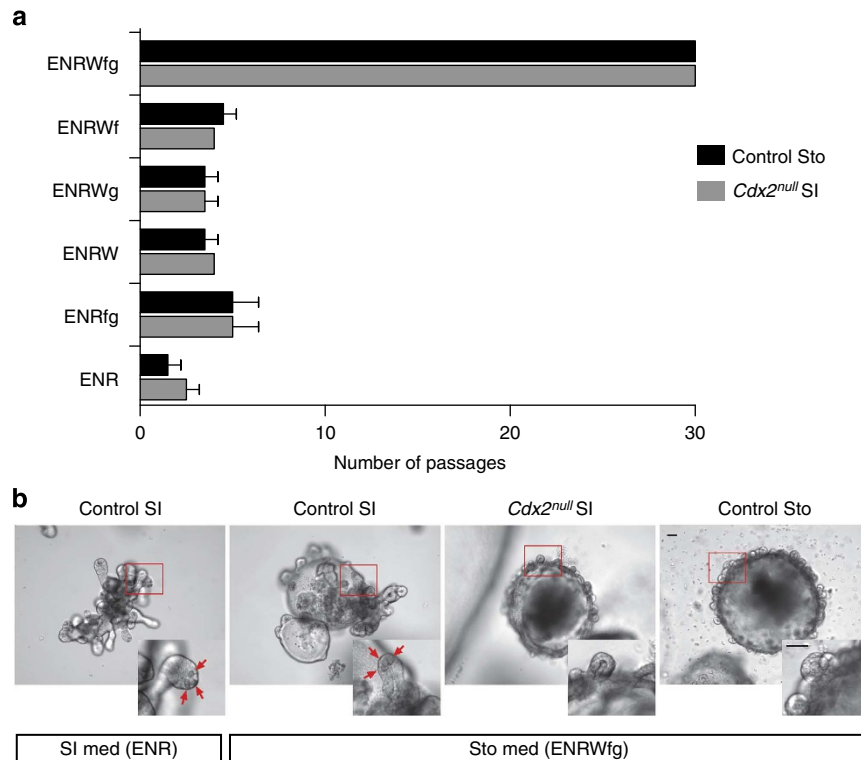 a
ENRWfg
ENRWf
ENRWg
ENRW
ENRfg
ENR
Control Sto
Cdx2null SI
0 10 20 30
Number of passages
b
Control SI Control SI Cdx2null SI Control Sto
SI med (ENR) Sto med (ENRWfg)